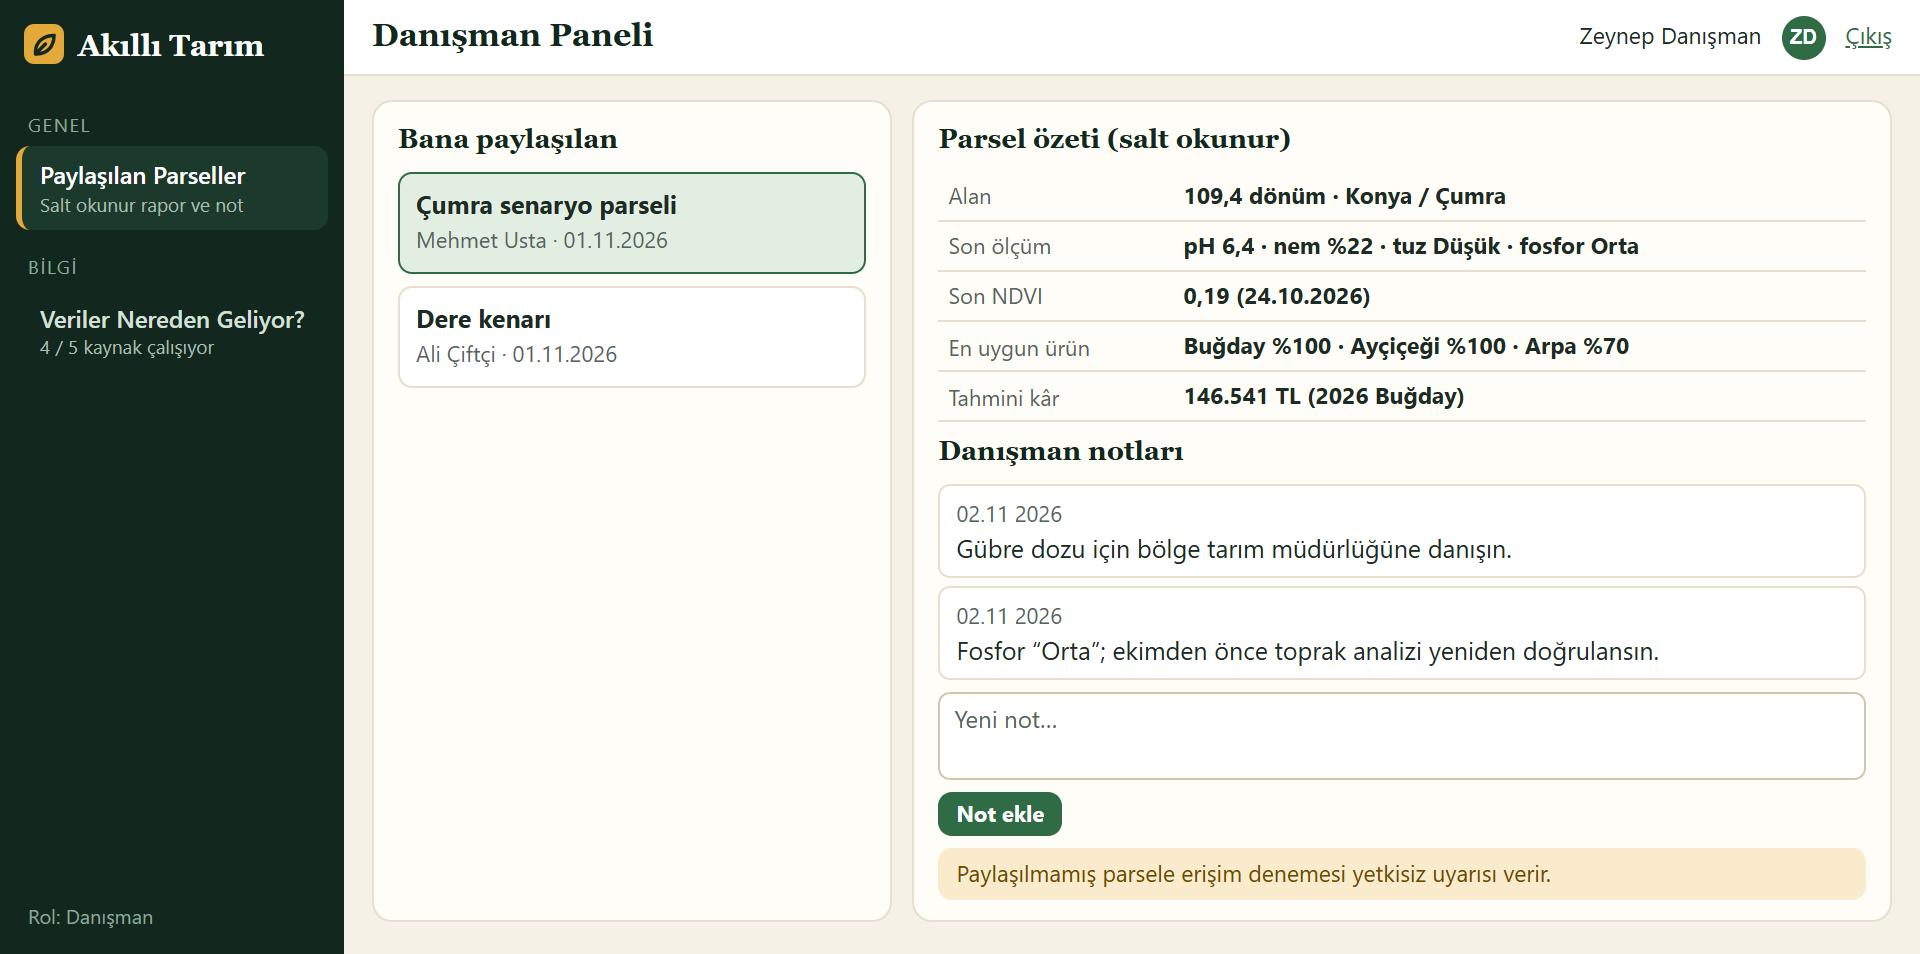 Akıllı Tarım
GENEL
Paylaşılan Parseller
Salt okunur rapor ve not
BİLGİ
Veriler Nereden Geliyor?
4 / 5 kaynak çalışıyor
Rol: Danışman
Danışman Paneli
Zeynep Danışman
ZD
Çıkış
Bana paylaşılan
Çumra senaryo parseli
Mehmet Usta · 01.11.2026
Dere kenarı
Ali Çiftçi · 01.11.2026
Parsel özeti (salt okunur)
Alan 109,4 dönüm · Konya / Çumra
Son ölçüm pH 6,4 · nem %22 · tuz Düşük · fosfor Orta
Son NDVI 0,19 (24.10.2026)
En uygun ürün Buğday %100 · Ayçiçeği %100 · Arpa %70
Tahmini kâr 146.541 TL (2026 Buğday)
Danışman notları
02.11 2026
Gübre dozu için bölge tarım müdürlüğüne danışın.
02.11 2026
Fosfor “Orta”; ekimden önce toprak analizi yeniden doğrulansın.
Yeni not...
Not ekle
Paylaşılmamış parsele erişim denemesi yetkisiz uyarısı verir.